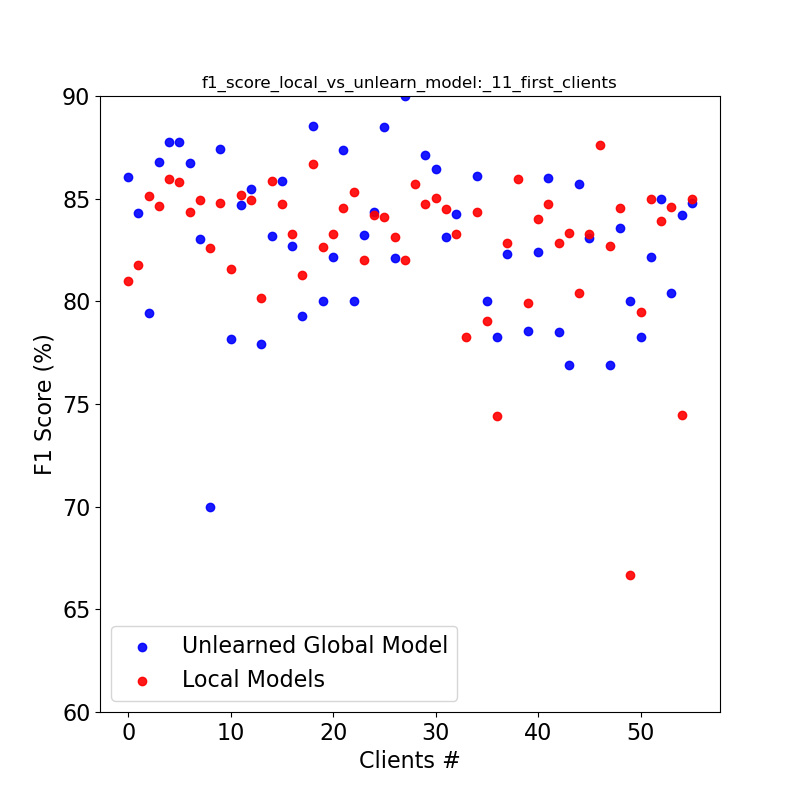 f1_score_local_vs_unlearn_model:_11_first_clients
90
85
80
75
70
65
60
F1 Score (%)
Unlearned Global Model
Local Models
0 10 20 30 40 50
Clients #